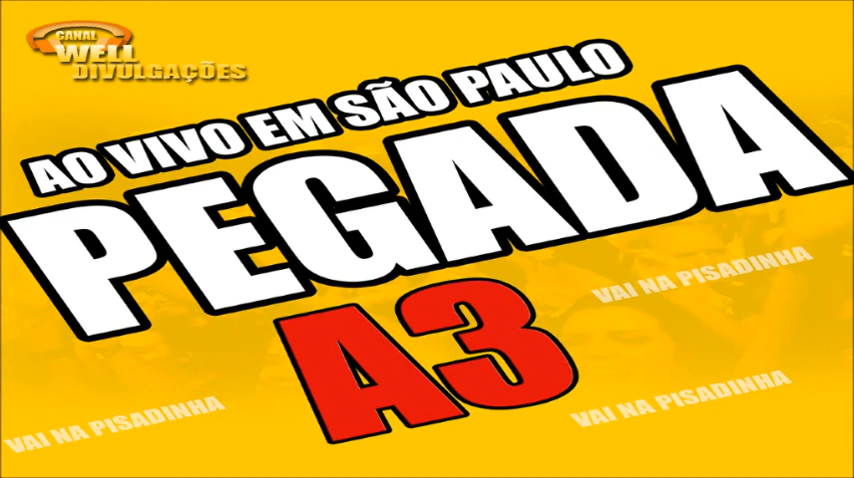 CANAL
WELL
DIVULGAÇÕES
AO VIVO EM SÃO PAULO
PEGADA
A3
VAI NA PISADINHA
VAI NA PISADINHA
VAI NA PISADINHA